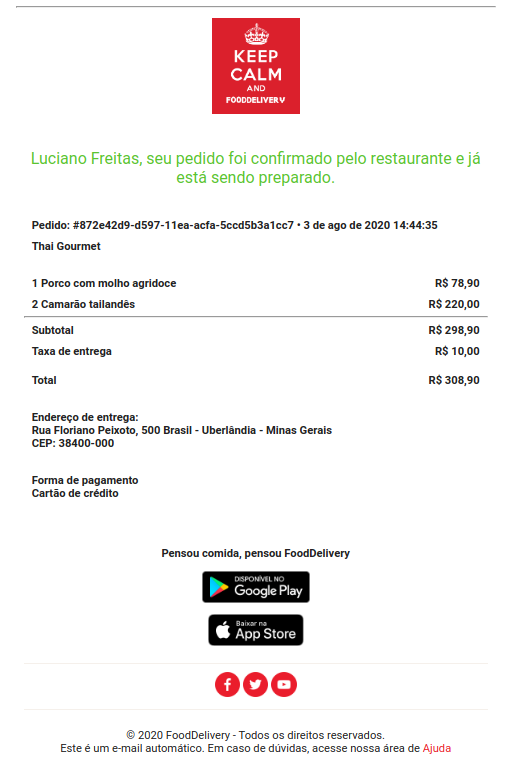 KEEP
CALM
AND
FOODDELIVERY
Luciano Freitas, seu pedido foi confirmado pelo restaurante e já
está sendo preparado.
Pedido: #872e42d9-d597-11ea-acfa-5ccd5b3a1cc7 • 3 de ago de 2020 14:44:35
Thai Gourmet
1 Porco com molho agridoce R$ 78,90
2 Camarão tailandês R$ 220,00
Subtotal R$ 298,90
Taxa de entrega R$ 10,00
Total R$ 308,90
Endereço de entrega:
Rua Floriano Peixoto, 500 Brasil - Uberlândia - Minas Gerais
CEP: 38400-000
Forma de pagamento
Cartão de crédito
Pensou comida, pensou FoodDelivery
DISPONÍVEL NO
Google Play
Baixar na
App Store
© 2020 FoodDelivery - Todos os direitos reservados.
Este é um e-mail automático. Em caso de dúvidas, acesse nossa área de Ajuda